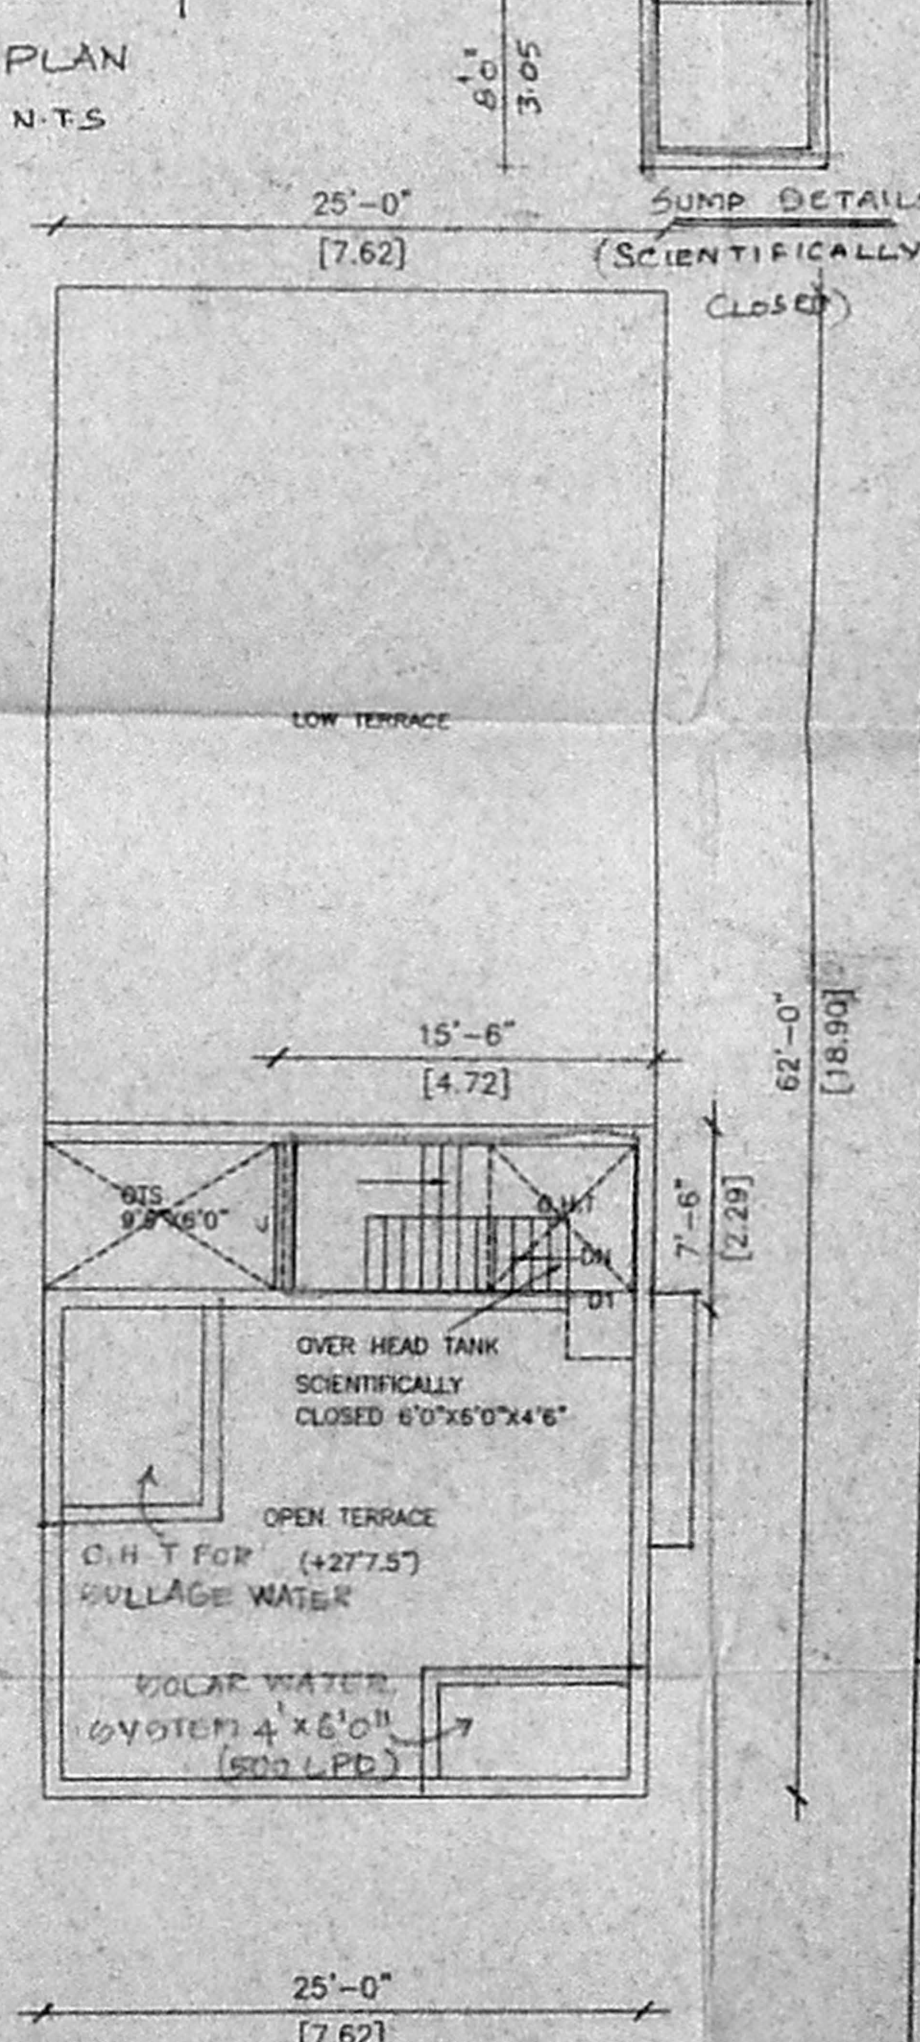 PLAN
N.T.S
8'0"
3.05
SUMP DETAIL
(SCIENTIFICALLY
CLOSED)
25'-0"
[7.62]
LOW TERRACE
15'-6"
[4.72]
62'-0"
[18.90]
7'-6"
[2.29]
OTS
O.H.T
DN
D1
OVER HEAD TANK
SCIENTIFICALLY
CLOSED 6'0"X6'0"X4'6"
OPEN TERRACE
(+27'7.5")
O.H.T FOR
SULLAGE WATER
SOLAR WATER
SYSTEM 4'x6'0"
(500 LPD)
25'-0"
[7.62]